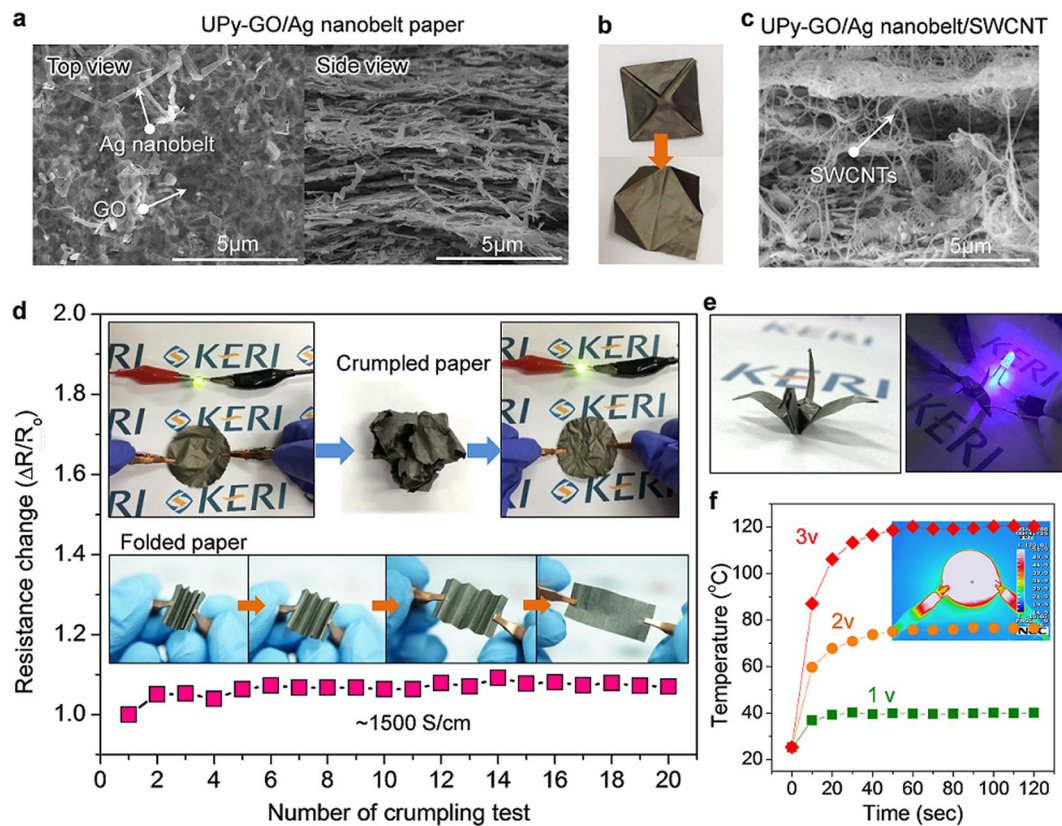 a
UPy-GO/Ag nanobelt paper
Top view
Ag nanobelt
GO
5μm
Side view
5μm
b
c
UPy-GO/Ag nanobelt/SWCNT
SWCNTs
5μm
d
Resistance change (ΔR/R₀)
2.0
1.8
1.6
1.4
1.2
1.0
KERI
KERI
KERI
Crumpled paper
KERI
KERI
KERI
Folded paper
~1500 S/cm
0 2 4 6 8 10 12 14 16 18 20
Number of crumpling test
e
KERI
KERI
f
Temperature (°C)
120
100
80
60
40
20
3v
2v
1 v
NEC
0 20 40 60 80 100 120
Time (sec)